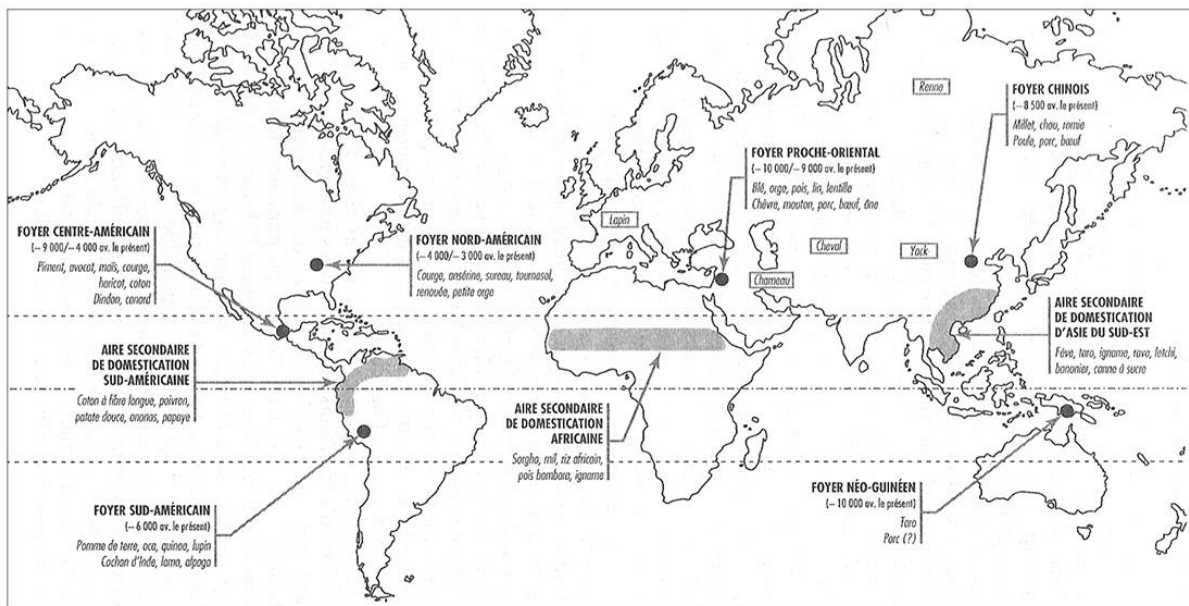 Renne
FOYER CHINOIS
(– 8 500 av. le présent)
Millet, chou, ramie
Poule, porc, bœuf
FOYER PROCHE-ORIENTAL
(– 10 000/– 9 000 av. le présent)
Blé, orge, pois, lin, lentille
Chèvre, mouton, porc, bœuf, âne
Lapin
Cheval
Yack
Chameau
FOYER CENTRE-AMÉRICAIN
(– 9 000/– 4 000 av. le présent)
Piment, avocat, maïs, courge,
haricot, coton
Dindon, canard
FOYER NORD-AMÉRICAIN
(– 4 000/– 3 000 av. le présent)
Courge, ansérine, sureau, tournesol,
renouée, petite orge
AIRE SECONDAIRE
DE DOMESTICATION
D'ASIE DU SUD-EST
Fève, taro, igname, rave, letchi,
bananier, canne à sucre
AIRE SECONDAIRE
DE DOMESTICATION
SUD-AMÉRICAINE
Coton à fibre longue, poivron,
patate douce, ananas, papaye
AIRE SECONDAIRE
DE DOMESTICATION
AFRICAINE
Sorgho, mil, riz africain,
pois bambara, igname
FOYER SUD-AMÉRICAIN
(– 6 000 av. le présent)
Pomme de terre, oca, quinoa, lupin
Cochon d'Inde, lama, alpaga
FOYER NÉO-GUINÉEN
(– 10 000 av. le présent)
Taro
Porc (?)